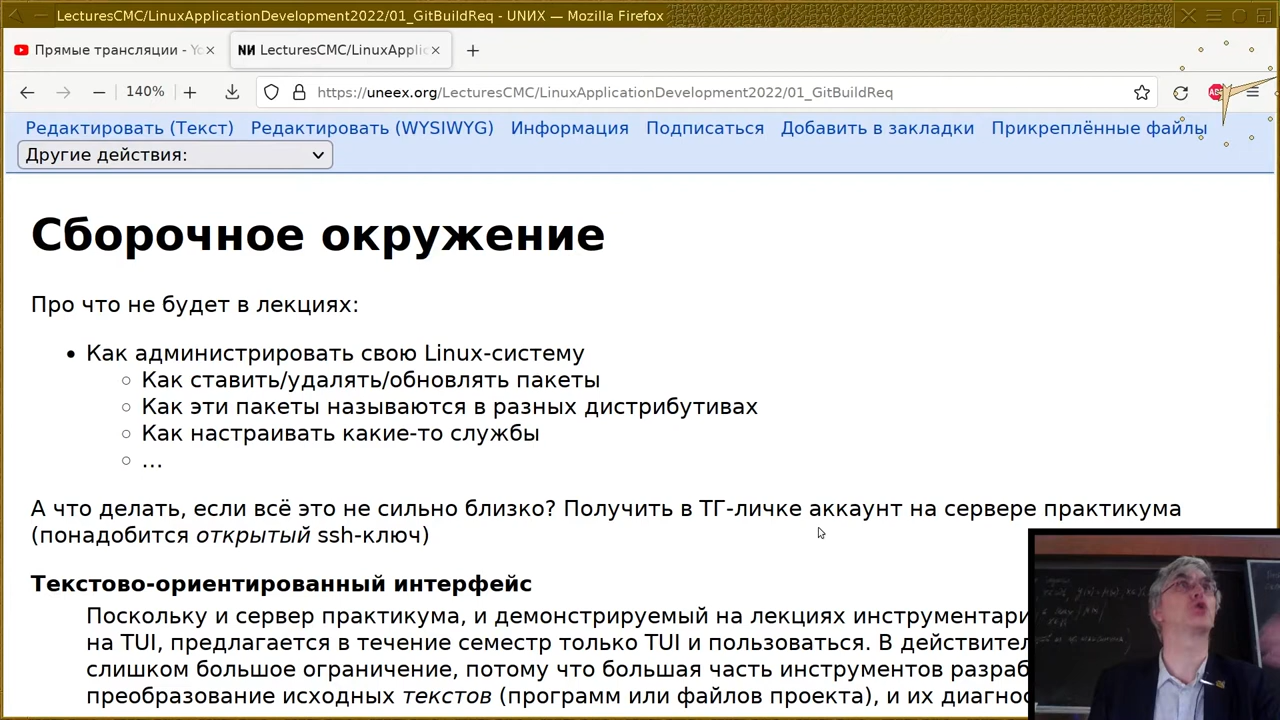 LecturesCMC/LinuxApplicationDevelopment2022/01_GitBuildReq - UNИX — Mozilla Firefox
Прямые трансляции - Yo
NИ LecturesCMC/LinuxApplic
140%
https://uneex.org/LecturesCMC/LinuxApplicationDevelopment2022/01_GitBuildReq
Редактировать (Текст) Редактировать (WYSIWYG) Информация Подписаться Добавить в закладки Прикреплённые файлы
Другие действия:
Сборочное окружение
Про что не будет в лекциях:
• Как администрировать свою Linux-систему
○ Как ставить/удалять/обновлять пакеты
○ Как эти пакеты называются в разных дистрибутивах
○ Как настраивать какие-то службы
○ …
А что делать, если всё это не сильно близко? Получить в ТГ-личке аккаунт на сервере практикума
(понадобится открытый ssh-ключ)
Текстово-ориентированный интерфейс
Поскольку и сервер практикума, и демонстрируемый на лекциях инструментари
на TUI, предлагается в течение семестр только TUI и пользоваться. В действител
слишком большое ограничение, потому что большая часть инструментов разраб
преобразование исходных текстов (программ или файлов проекта), и их диагнос